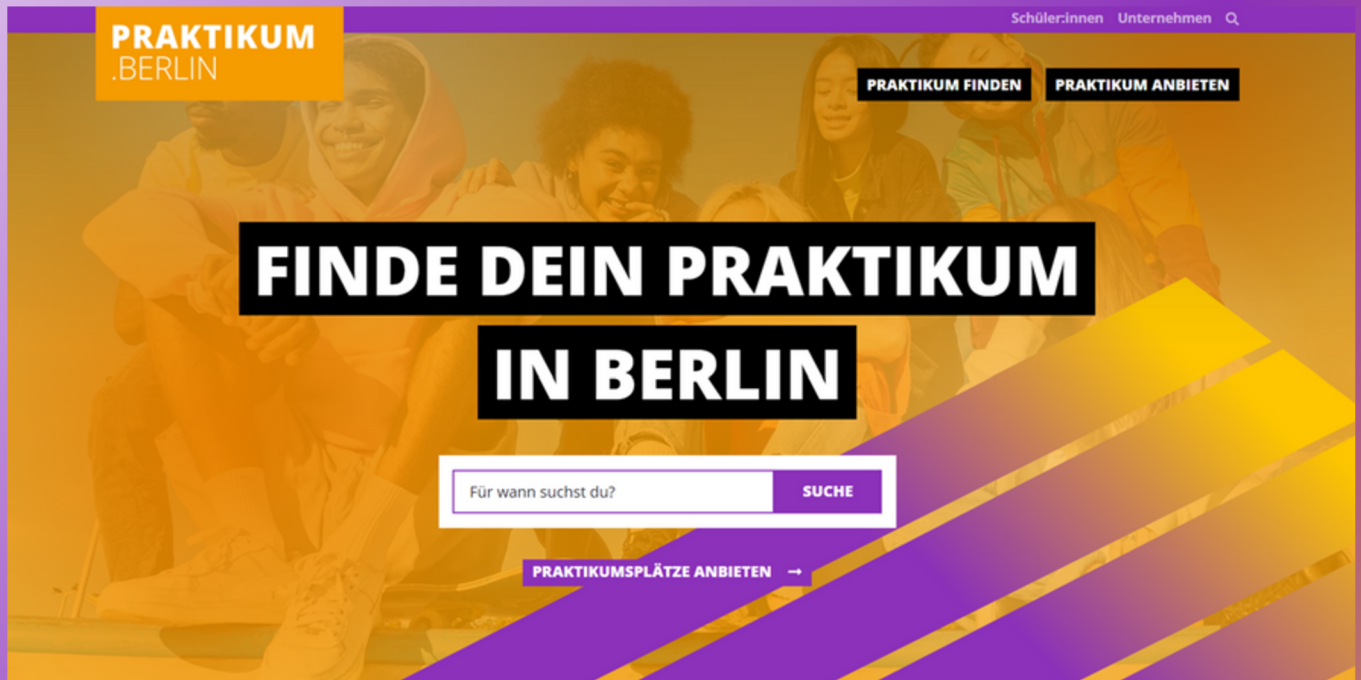 Schüler:innen Unternehmen
PRAKTIKUM
.BERLIN
PRAKTIKUM FINDEN PRAKTIKUM ANBIETEN
FINDE DEIN PRAKTIKUM
IN BERLIN
Für wann suchst du? SUCHE
PRAKTIKUMSPLÄTZE ANBIETEN →